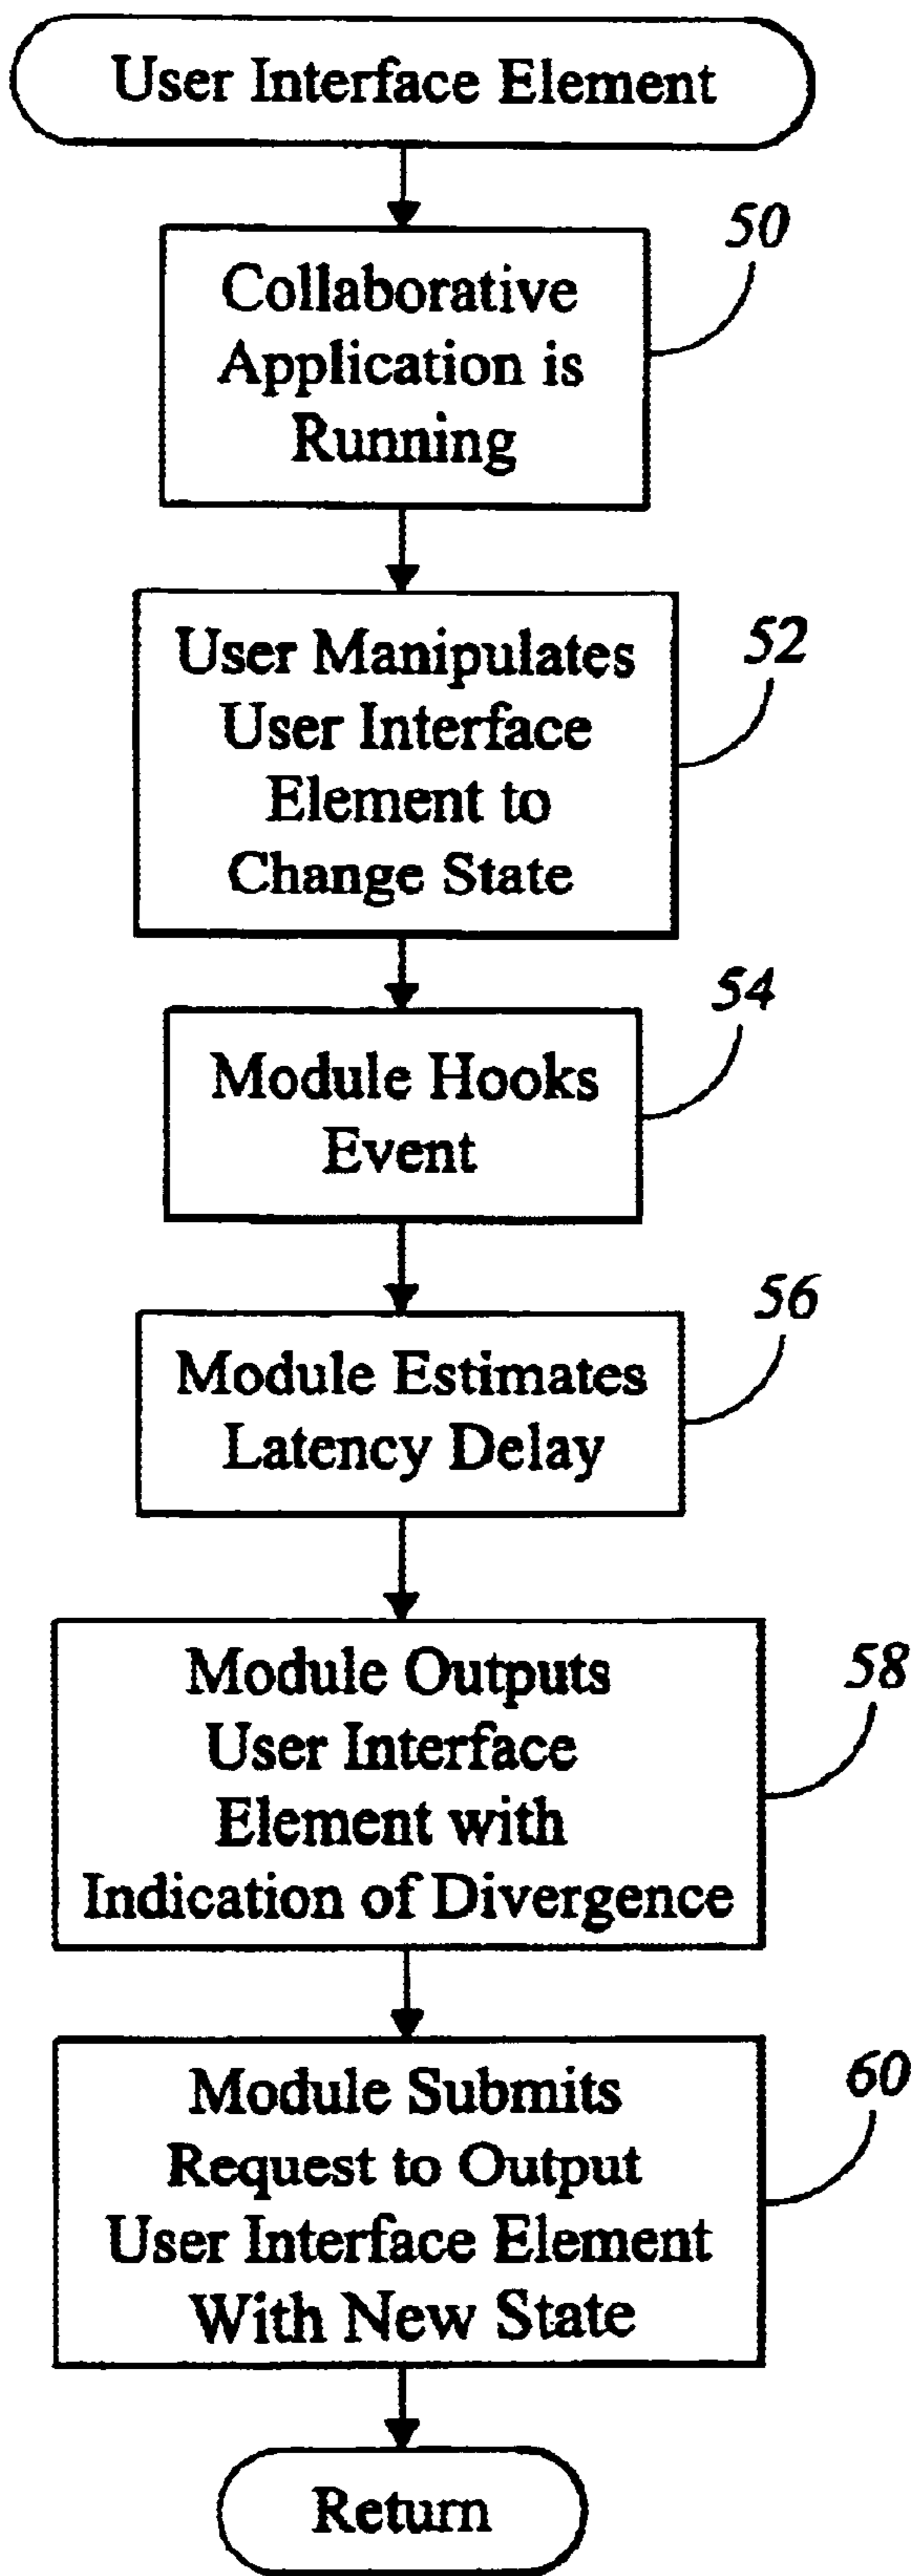 User Interface Element
50
Collaborative
Application is
Running
52
User Manipulates
User Interface
Element to
Change State
54
Module Hooks
Event
56
Module Estimates
Latency Delay
58
Module Outputs
User Interface
Element with
Indication of Divergence
60
Module Submits
Request to Output
User Interface Element
With New State
Return